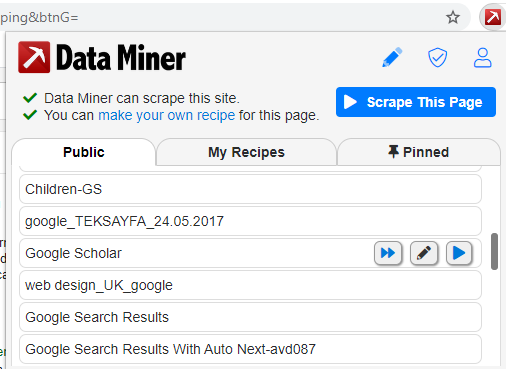 ping&btnG=
Data Miner
Data Miner can scrape this site.
You can make your own recipe for this page.
Scrape This Page
Public
My Recipes
Pinned
Children-GS
google_TEKSAYFA_24.05.2017
Google Scholar
web design_UK_google
Google Search Results
Google Search Results With Auto Next-avd087